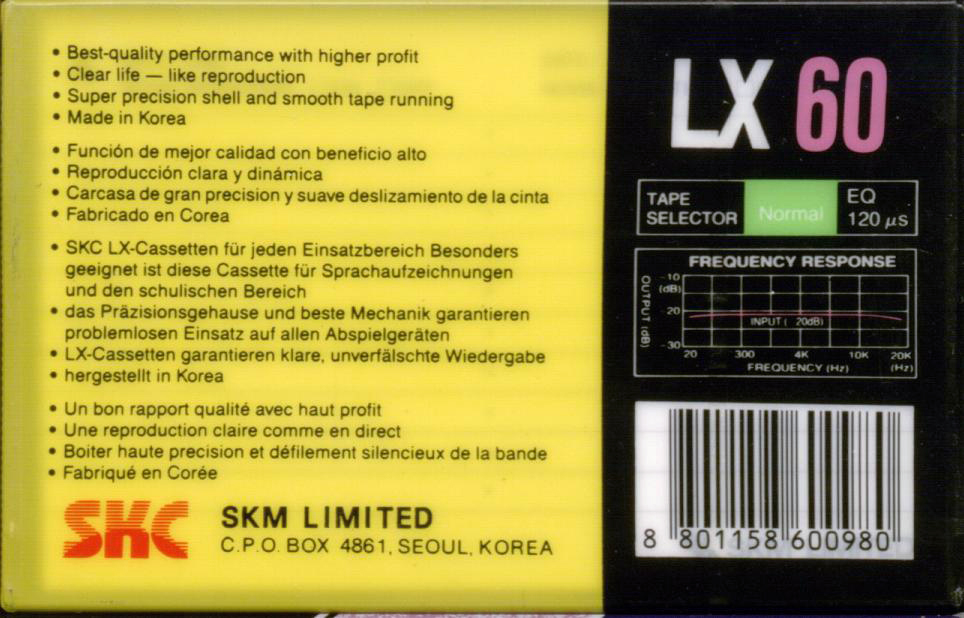 • Best-quality performance with higher profit
• Clear life — like reproduction
• Super precision shell and smooth tape running
• Made in Korea
• Función de mejor calidad con beneficio alto
• Reproducción clara y dinámica
• Carcasa de gran precision y suave deslizamiento de la cinta
• Fabricado en Corea
• SKC LX-Cassetten für jeden Einsatzbereich Besonders
geeignet ist diese Cassette für Sprachaufzeichnungen
und den schulischen Bereich
• das Präzisionsgehause und beste Mechanik garantieren
problemlosen Einsatz auf allen Abspielgeräten
• LX-Cassetten garantieren klare, unverfälschte Wiedergabe
• hergestellt in Korea
• Un bon rapport qualité avec haut profit
• Une reproduction claire comme en direct
• Boiter haute precision et défilement silencieux de la bande
• Fabriqué en Corée
SKC
SKM LIMITED
C.P.O. BOX 4861, SEOUL, KOREA
LX 60
TAPE SELECTOR Normal EQ 120 µs
FREQUENCY RESPONSE
OUTPUT (dB)
-10
(dB)
-20
-30
INPUT ( 20dB)
20 300 4K 10K 20K
FREQUENCY (Hz) (Hz)
8 801158 600980